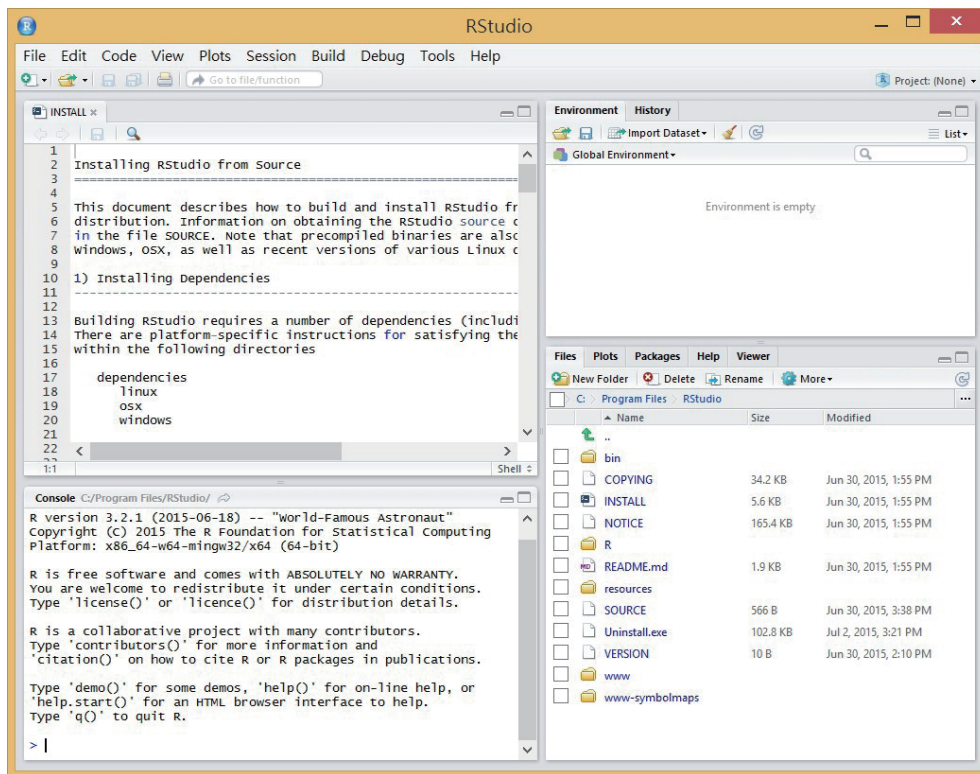 RStudio
File Edit Code View Plots Session Build Debug Tools Help
Go to file/function
Project: (None)
INSTALL
1
2 Installing RStudio from Source
3 ==========================================================
4
5 This document describes how to build and install RStudio fr
6 distribution. Information on obtaining the RStudio source c
7 in the file SOURCE. Note that precompiled binaries are also
8 Windows, OSX, as well as recent versions of various Linux d
9
10 1) Installing Dependencies
11 ----------------------------------------------------------
12
13 Building RStudio requires a number of dependencies (includi
14 There are platform-specific instructions for satisfying the
15 within the following directories
16
17 dependencies
18 linux
19 osx
20 windows
21
22
1:1 Shell
Console C:/Program Files/RStudio/
R version 3.2.1 (2015-06-18) -- "World-Famous Astronaut"
Copyright (C) 2015 The R Foundation for Statistical Computing
Platform: x86_64-w64-mingw32/x64 (64-bit)
R is free software and comes with ABSOLUTELY NO WARRANTY.
You are welcome to redistribute it under certain conditions.
Type 'license()' or 'licence()' for distribution details.
R is a collaborative project with many contributors.
Type 'contributors()' for more information and
'citation()' on how to cite R or R packages in publications.
Type 'demo()' for some demos, 'help()' for on-line help, or
'help.start()' for an HTML browser interface to help.
Type 'q()' to quit R.
>
Environment History
Import Dataset List
Global Environment
Environment is empty
Files Plots Packages Help Viewer
New Folder Delete Rename More
C: Program Files RStudio ...
Name Size Modified
..
bin
COPYING 34.2 KB Jun 30, 2015, 1:55 PM
INSTALL 5.6 KB Jun 30, 2015, 1:55 PM
NOTICE 165.4 KB Jun 30, 2015, 1:55 PM
R
README.md 1.9 KB Jun 30, 2015, 1:55 PM
resources
SOURCE 566 B Jun 30, 2015, 3:38 PM
Uninstall.exe 102.8 KB Jul 2, 2015, 3:21 PM
VERSION 10 B Jun 30, 2015, 2:10 PM
www
www-symbolmaps